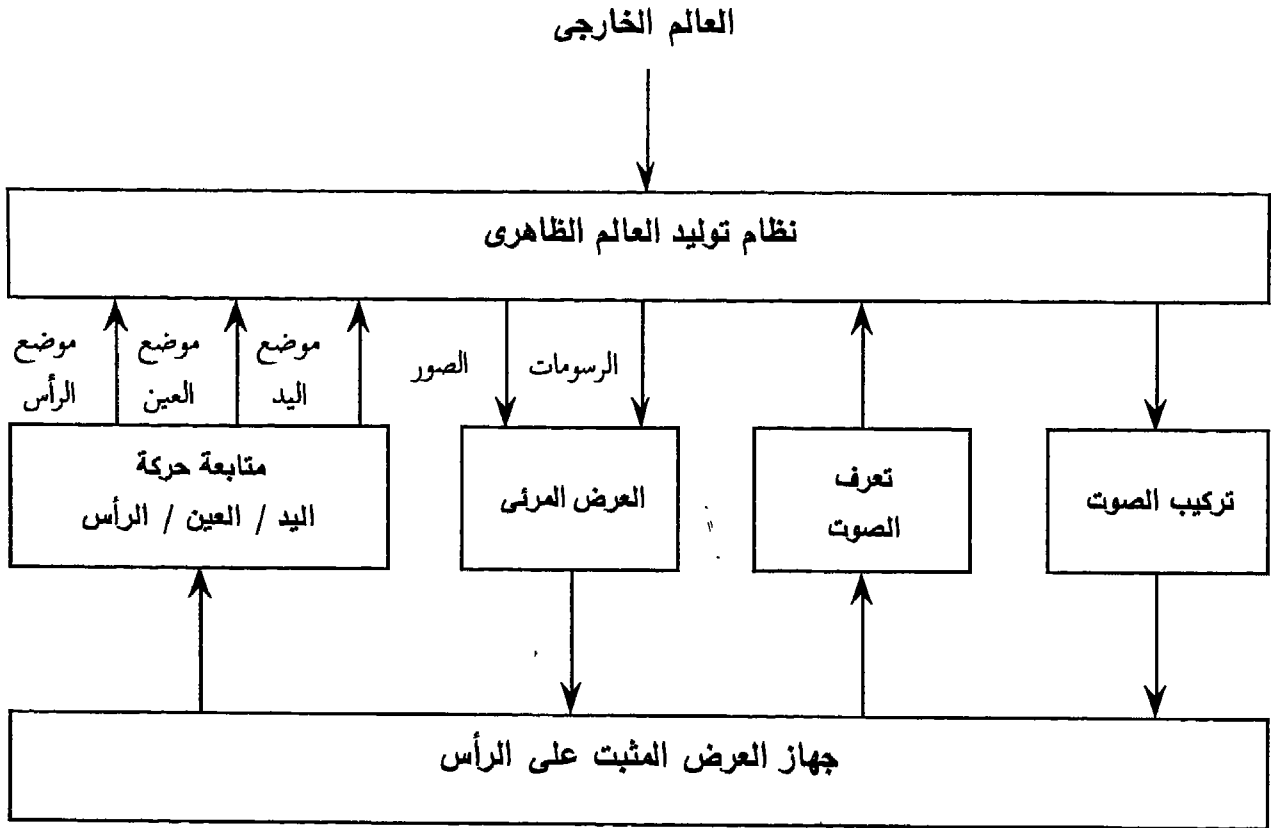 العالم الخارجى
نظام توليد العالم الظاهرى
موضع
الرأس
موضع
العين
موضع
اليد
الصور
الرسومات
متابعة حركة
اليد / العين / الرأس
العرض المرئى
تعرف
الصوت
تركيب الصوت
جهاز العرض المثبت على الرأس